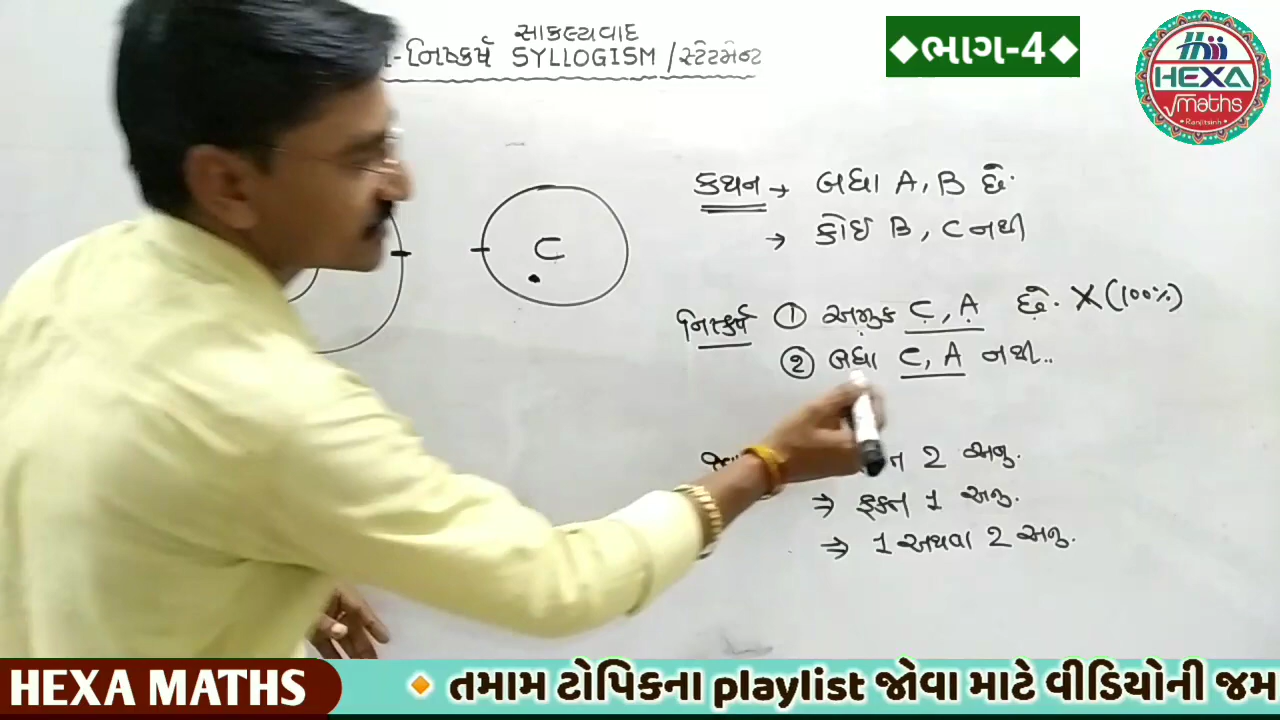 સાકલ્યવાદ
-નિષ્કર્ષ SYLLOGISM / સ્ટેટમેન્ટ
◆ભાગ-4◆
HEXA
√maths
Ranjitsinh
C
કથન → બધા A, B છે.
→ કોઈ B, C નથી
નિષ્કર્ષ ① અમુક C, A છે. X (100%)
② બધા C, A નથી..
2 અનુ.
⇒ ફક્ત 1 અનુ.
⇒ 1 અથવા 2 અનુ.
HEXA MATHS
🔸તમામ ટોપિકના playlist જોવા માટે વીડિયોની જમ